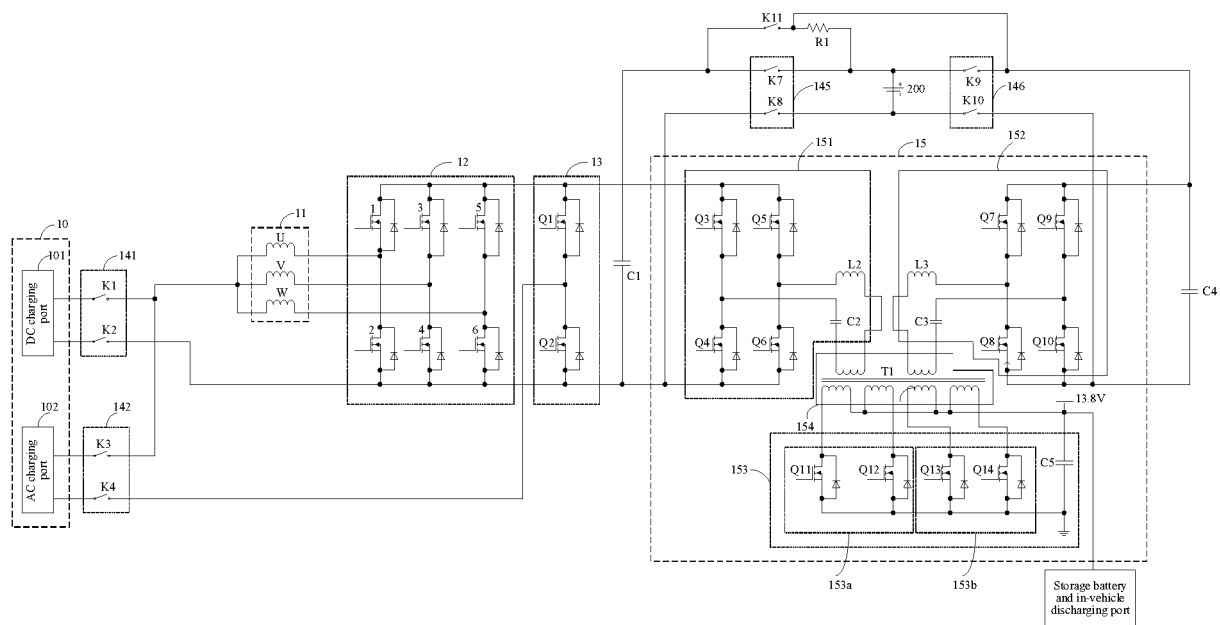 K11
R1
K7
K8
145
200
K9
K10
146
12
13
151
15
152
10
101
DC charging port
141
K1
K2
11
U
V
W
1
3
5
2
4
6
Q1
Q2
C1
Q3
Q5
Q4
Q6
L2
C2
L3
C3
Q7
Q9
Q8
Q10
C4
102
AC charging port
142
K3
K4
T1
13.8V
154
153
Q11
Q12
Q13
Q14
C5
153a
153b
Storage battery
and in-vehicle
discharging port